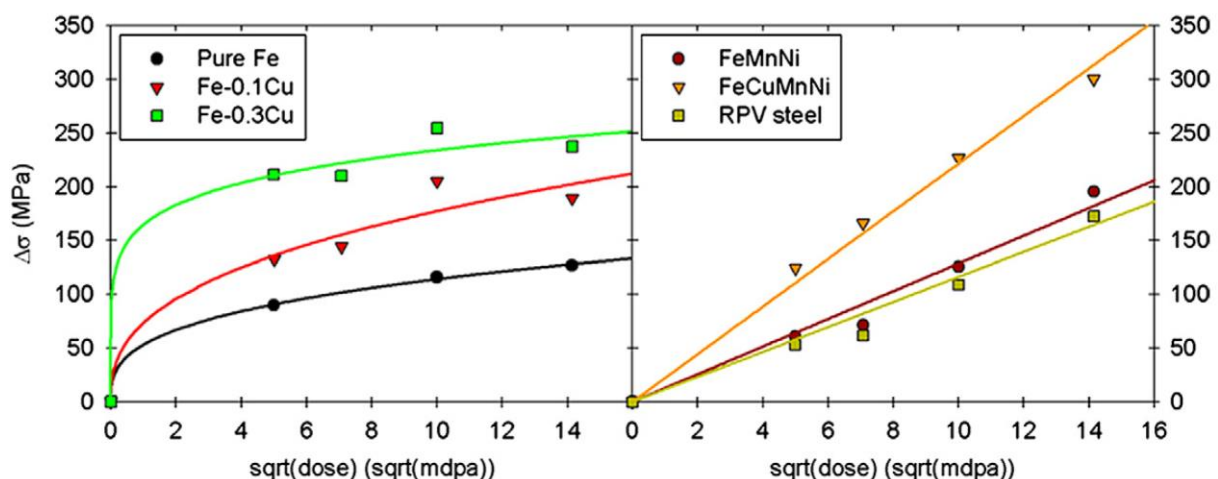 350
300
250
200
150
100
50
0
Δσ (MPa)
Pure Fe
Fe-0.1Cu
Fe-0.3Cu
0 2 4 6 8 10 12 14
sqrt(dose) (sqrt(mdpa))
FeMnNi
FeCuMnNi
RPV steel
0 2 4 6 8 10 12 14 16
sqrt(dose) (sqrt(mdpa))
350
300
250
200
150
100
50
0